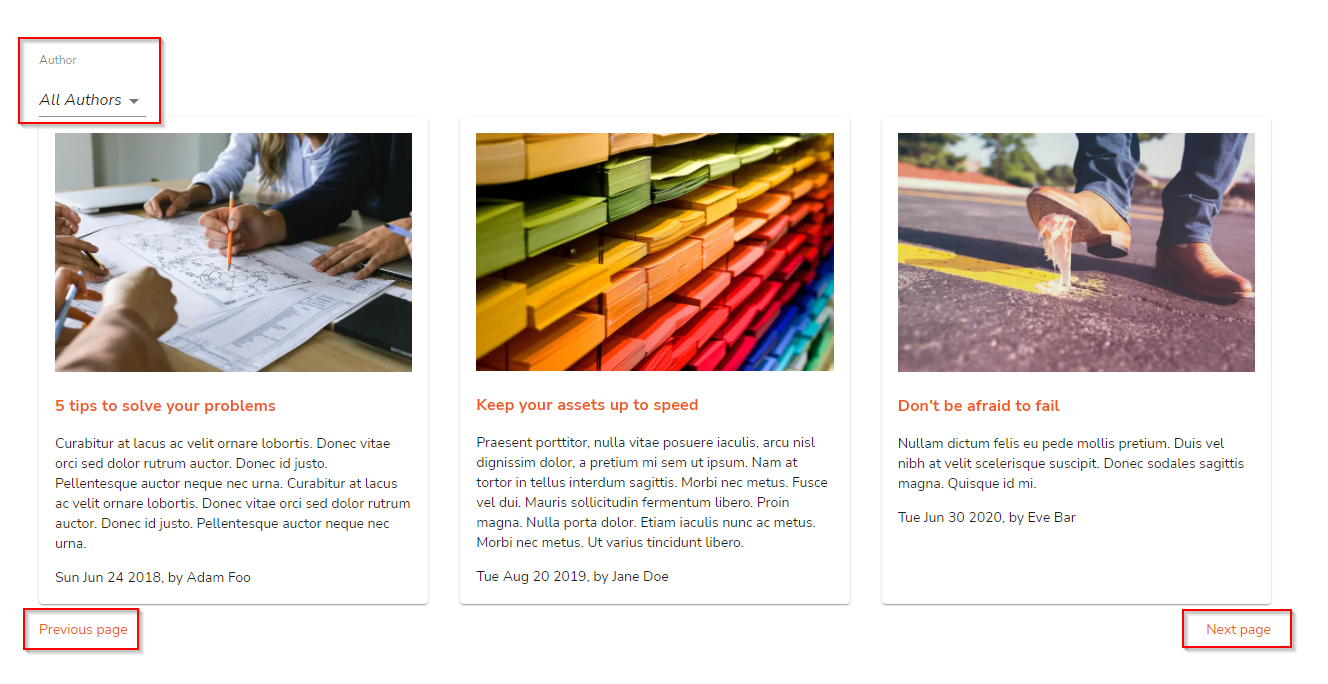 Author
All Authors
5 tips to solve your problems
Curabitur at lacus ac velit ornare lobortis. Donec vitae
orci sed dolor rutrum auctor. Donec id justo.
Pellentesque auctor neque nec urna. Curabitur at lacus
ac velit ornare lobortis. Donec vitae orci sed dolor rutrum
auctor. Donec id justo. Pellentesque auctor neque nec
urna.
Sun Jun 24 2018, by Adam Foo
Keep your assets up to speed
Praesent porttitor, nulla vitae posuere iaculis, arcu nisl
dignissim dolor, a pretium mi sem ut ipsum. Nam at
tortor in tellus interdum sagittis. Morbi nec metus. Fusce
vel dui. Mauris sollicitudin fermentum libero. Proin
magna. Nulla porta dolor. Etiam iaculis nunc ac metus.
Morbi nec metus. Ut varius tincidunt libero.
Tue Aug 20 2019, by Jane Doe
Don't be afraid to fail
Nullam dictum felis eu pede mollis pretium. Duis vel
nibh at velit scelerisque suscipit. Donec sodales sagittis
magna. Quisque id mi.
Tue Jun 30 2020, by Eve Bar
Previous page
Next page